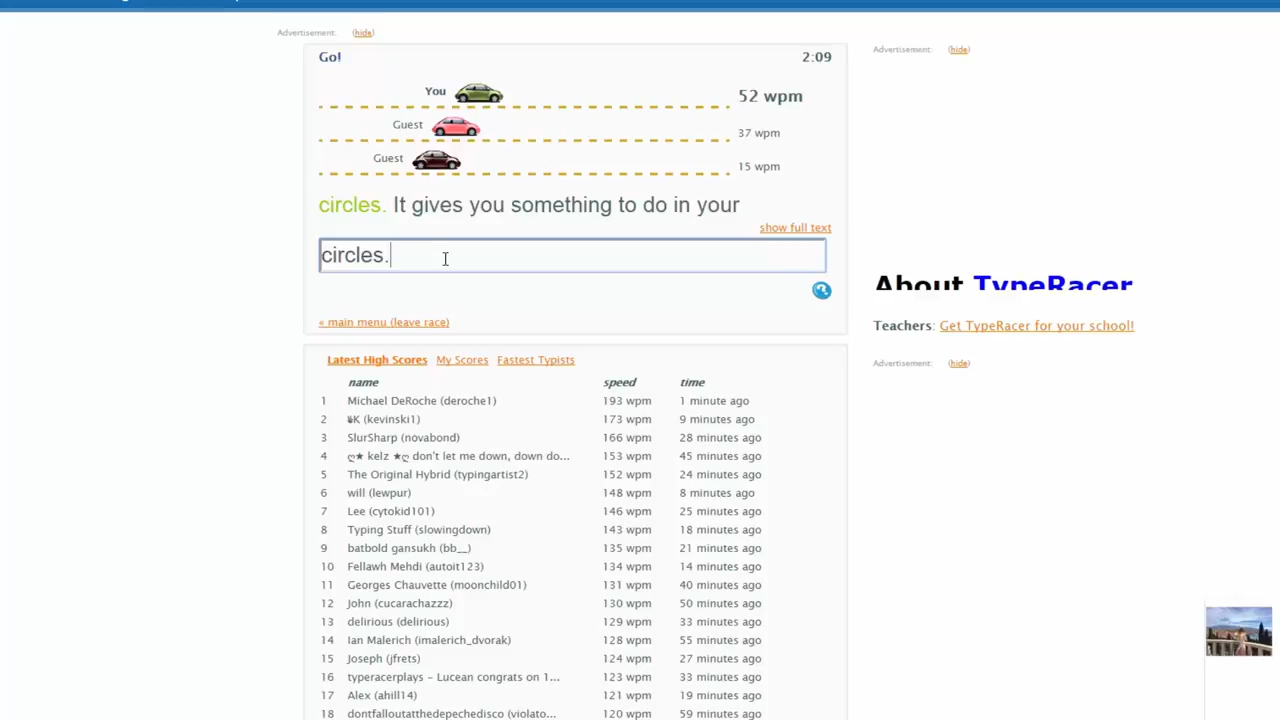 Advertisement: (hide)
Advertisement: (hide)
Go! 2:09
You 52 wpm
Guest 37 wpm
Guest 15 wpm
circles. It gives you something to do in your
show full text
circles.
« main menu (leave race)
About TypeRacer
Teachers: Get TypeRacer for your school!
Advertisement: (hide)
Latest High Scores My Scores Fastest Typists
name speed time
1 Michael DeRoche (deroche1) 193 wpm 1 minute ago
2 K (kevinski1) 173 wpm 9 minutes ago
3 SlurSharp (novabond) 166 wpm 28 minutes ago
4 ღ★ kelz ★ღ don't let me down, down do... 153 wpm 45 minutes ago
5 The Original Hybrid (typingartist2) 152 wpm 24 minutes ago
6 will (lewpur) 148 wpm 8 minutes ago
7 Lee (cytokid101) 146 wpm 25 minutes ago
8 Typing Stuff (slowingdown) 143 wpm 18 minutes ago
9 batbold gansukh (bb__) 135 wpm 21 minutes ago
10 Fellawh Mehdi (autoit123) 134 wpm 14 minutes ago
11 Georges Chauvette (moonchild01) 131 wpm 40 minutes ago
12 John (cucarachazzz) 130 wpm 50 minutes ago
13 delirious (delirious) 129 wpm 33 minutes ago
14 Ian Malerich (imalerich_dvorak) 128 wpm 55 minutes ago
15 Joseph (jfrets) 124 wpm 27 minutes ago
16 typeracerplays - Lucean congrats on 1... 123 wpm 33 minutes ago
17 Alex (ahill14) 121 wpm 19 minutes ago
18 dontfalloutatthedepechedisco (violato... 120 wpm 59 minutes ago